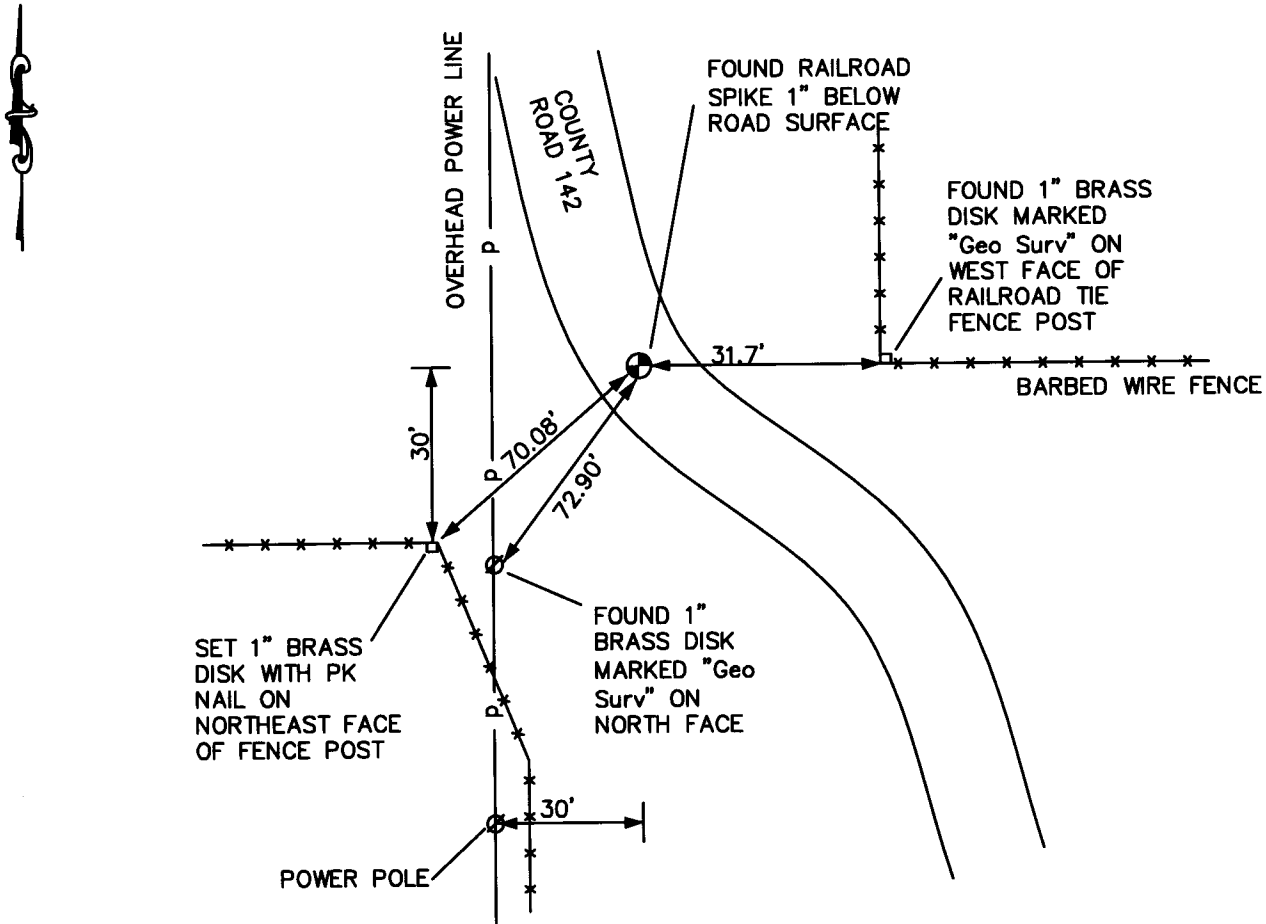 OVERHEAD POWER LINE
COUNTY
ROAD 142
FOUND RAILROAD
SPIKE 1" BELOW
ROAD SURFACE
FOUND 1" BRASS
DISK MARKED
"Geo Surv" ON
WEST FACE OF
RAILROAD TIE
FENCE POST
P
31.7'
BARBED WIRE FENCE
30'
70.08'
P
72.90'
SET 1" BRASS
DISK WITH PK
NAIL ON
NORTHEAST FACE
OF FENCE POST
FOUND 1"
BRASS DISK
MARKED "Geo
Surv" ON
NORTH FACE
P
30'
POWER POLE